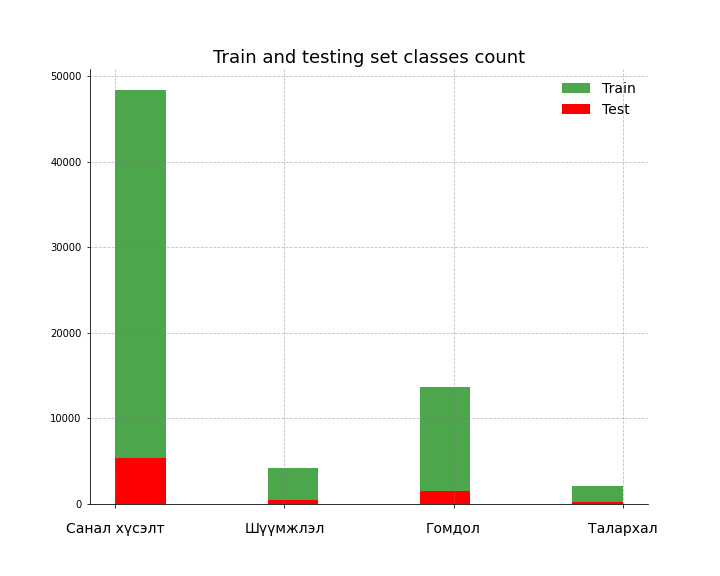 Train and testing set classes count
50000
40000
30000
20000
10000
0
Train
Test
Санал хүсэлт
Шүүмжлэл
Гомдол
Талархал